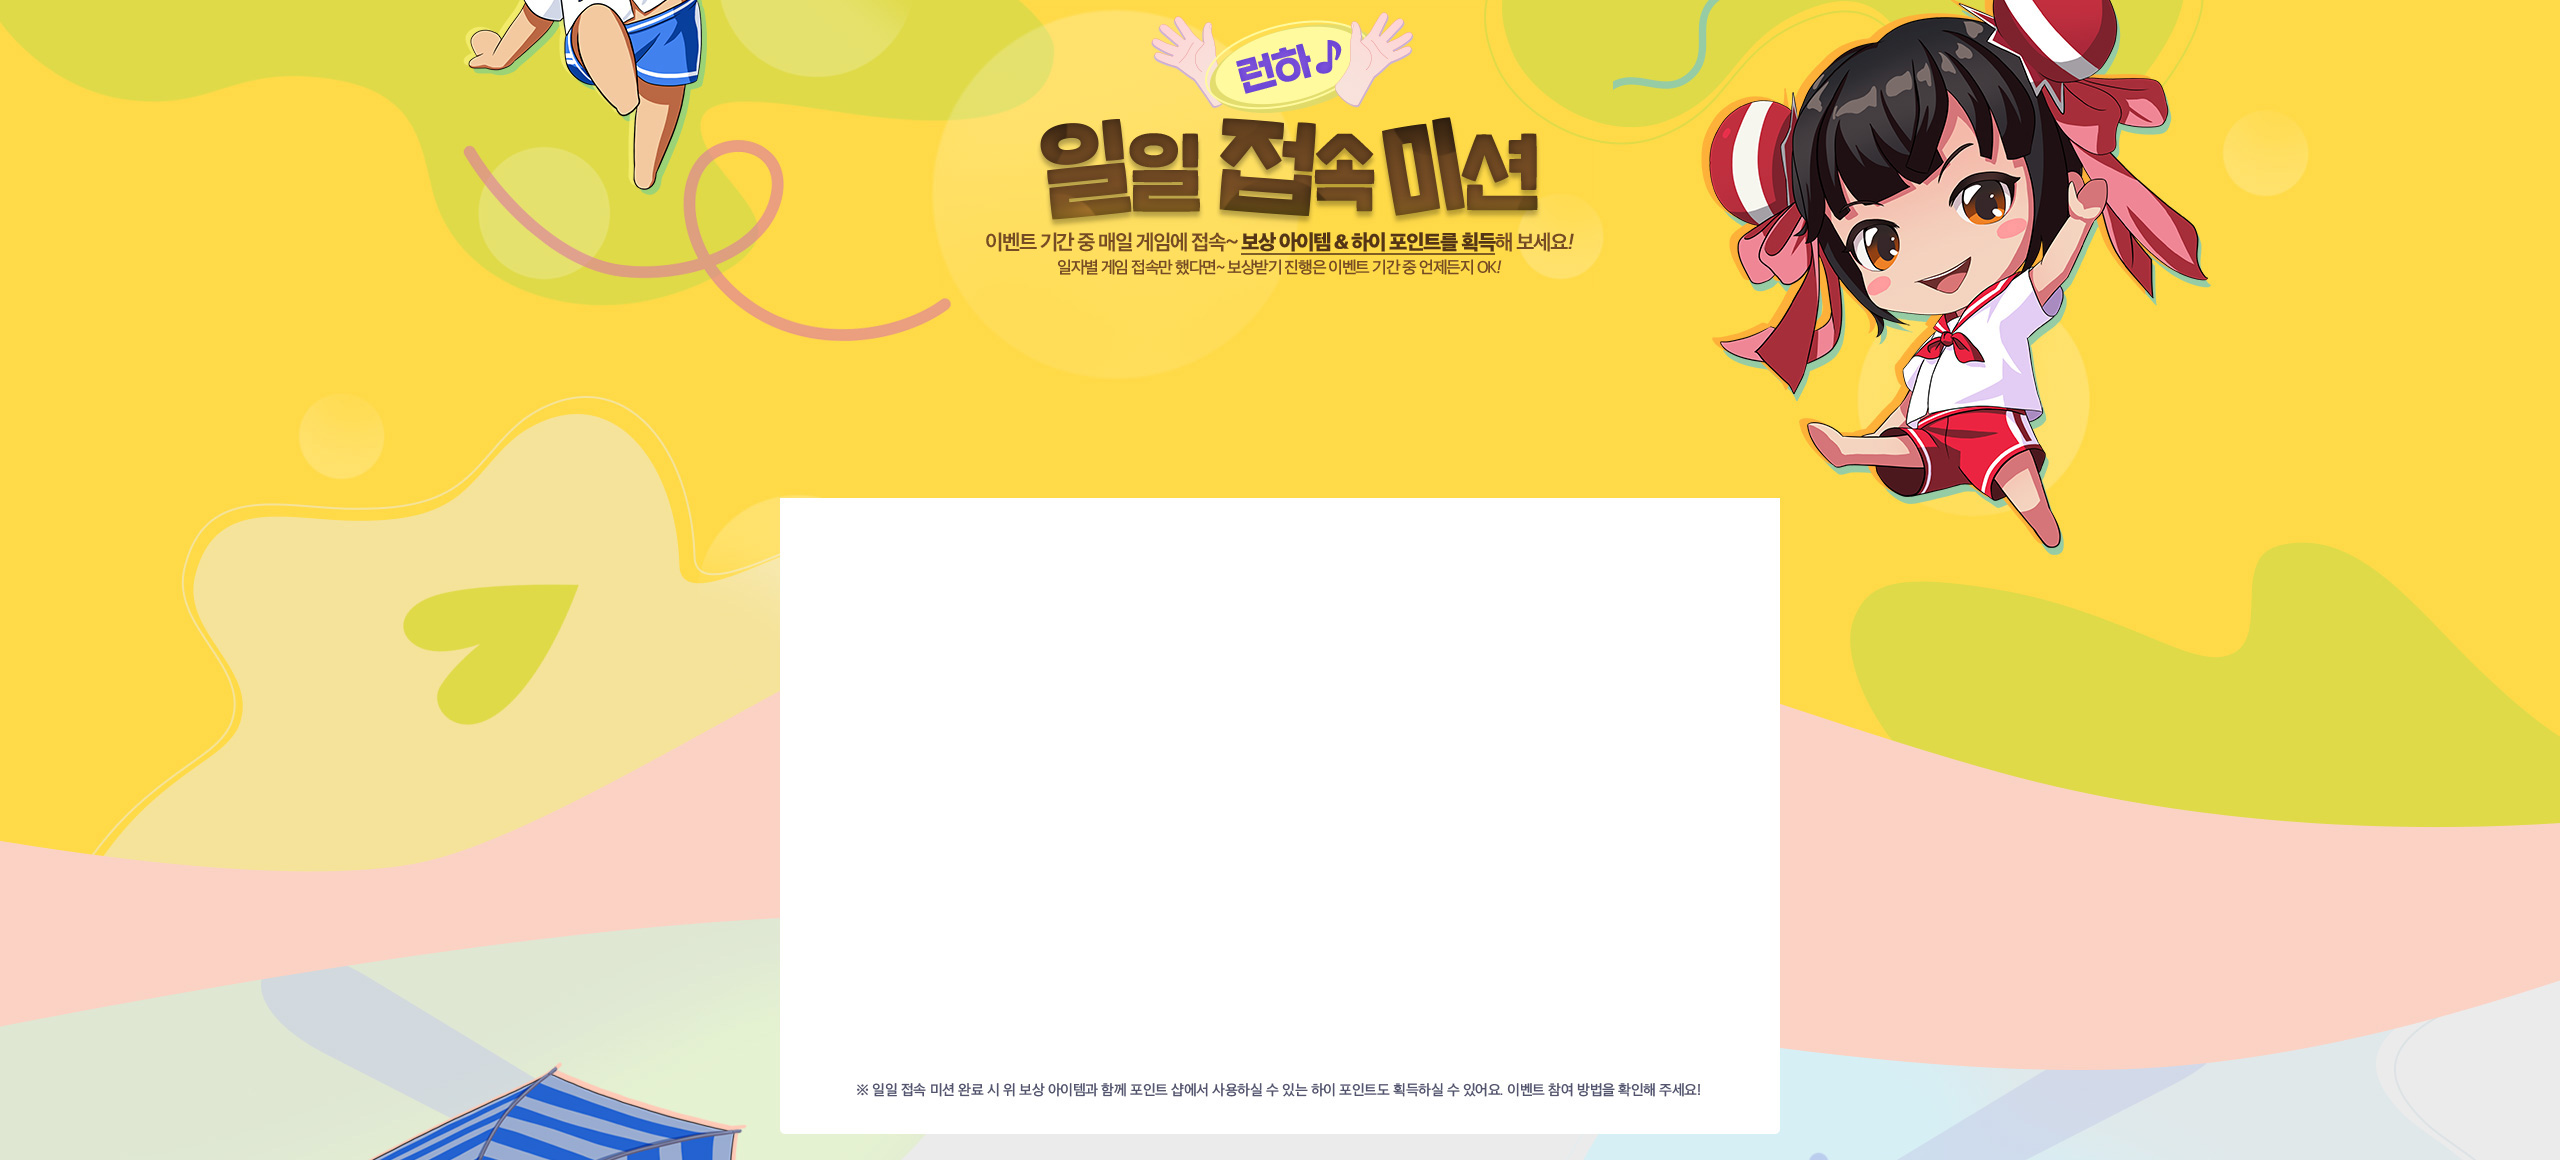 런하♪
일일 접속 미션
이벤트 기간 중 매일 게임에 접속~ 보상 아이템 & 하이 포인트를 획득해 보세요!
일자별 게임 접속만 했다면~ 보상받기 진행은 이벤트 기간 중 언제든지 OK!
※ 일일 접속 미션 완료 시 위 보상 아이템과 함께 포인트 샵에서 사용하실 수 있는 하이 포인트도 획득하실 수 있어요. 이벤트 참여 방법을 확인해 주세요!